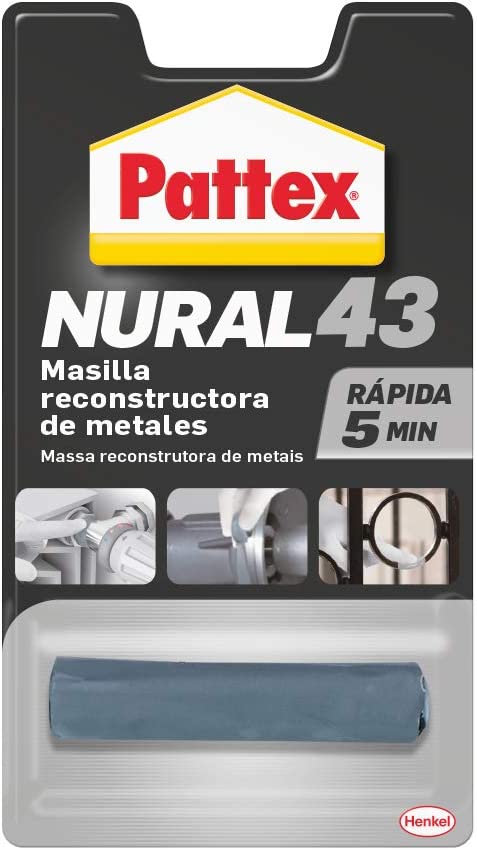 Pattex®
NURAL 43
Masilla
reconstructora
de metales
Massa reconstrutora de metais
RÁPIDA
5 MIN
Henkel